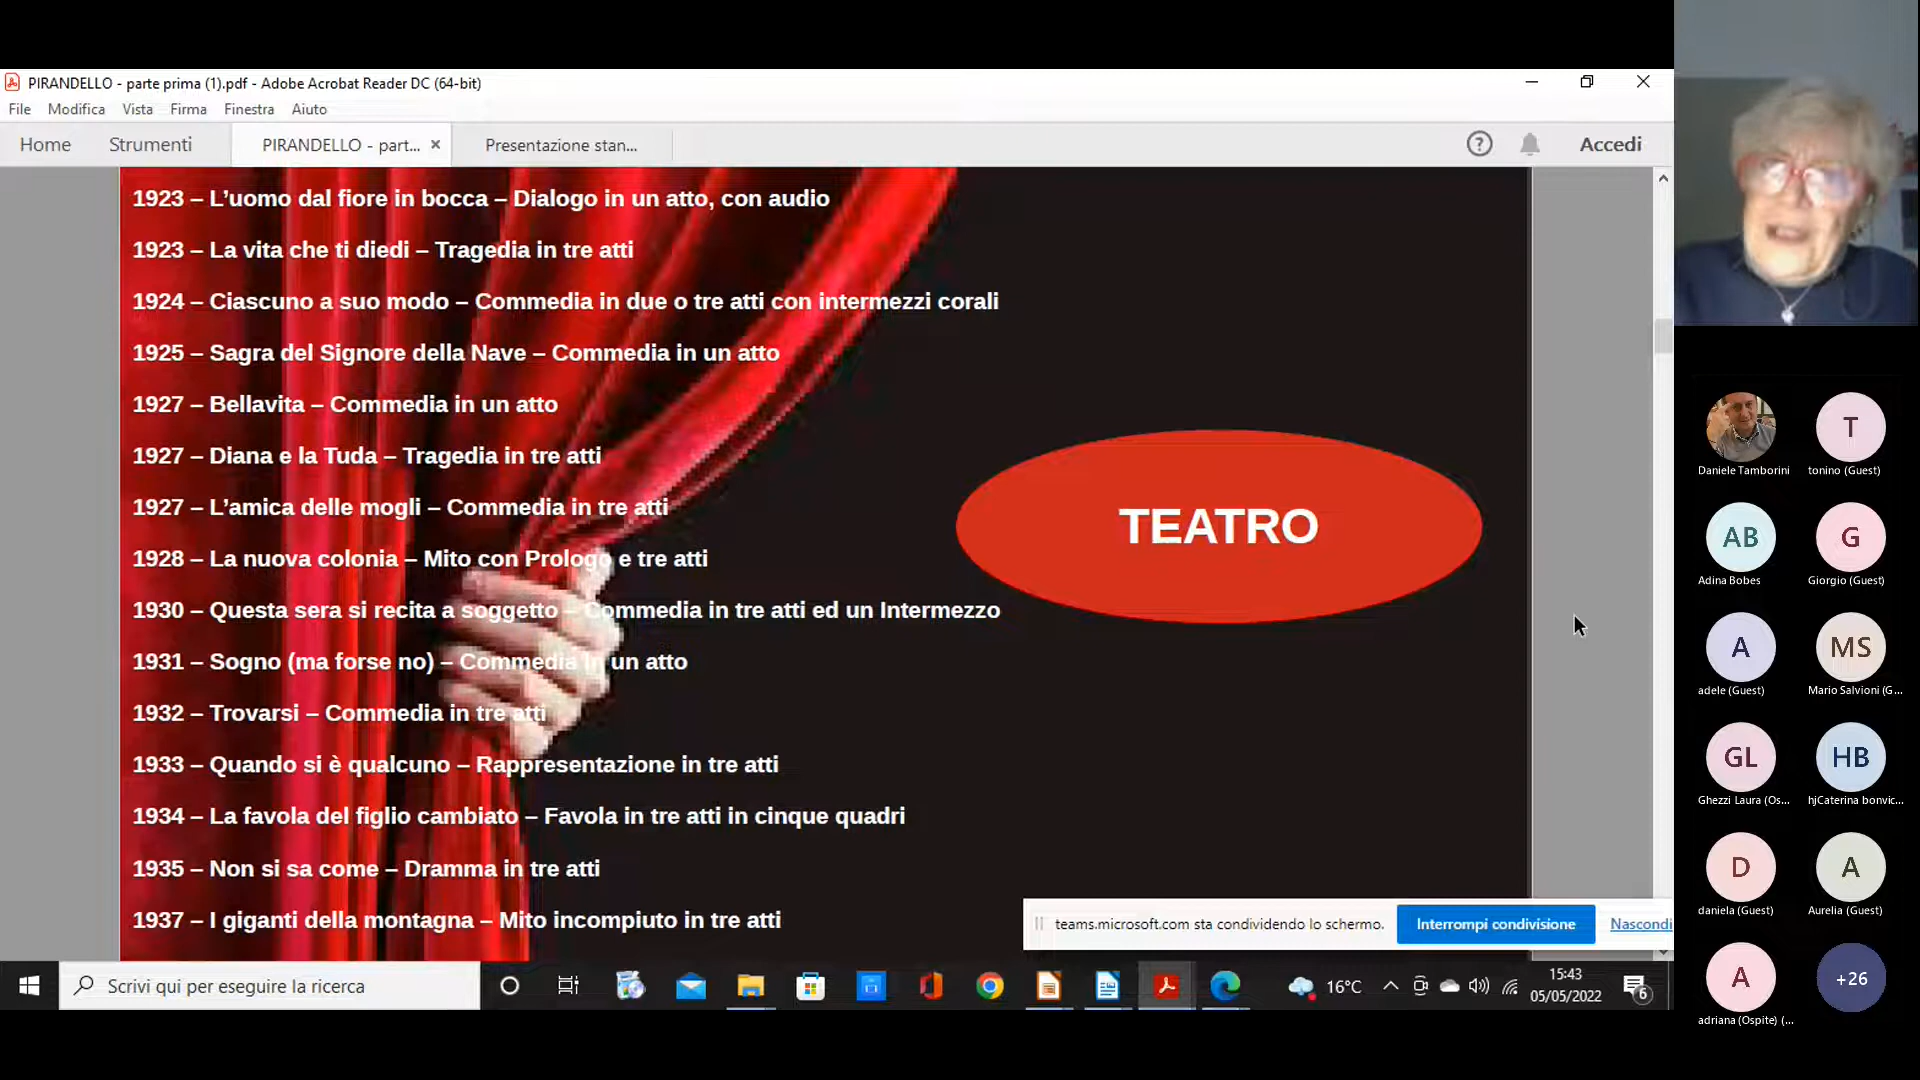 PIRANDELLO - parte prima (1).pdf - Adobe Acrobat Reader DC (64-bit)
File Modifica Vista Firma Finestra Aiuto
Home Strumenti PIRANDELLO - part... × Presentazione stan... Accedi
1923 – L’uomo dal fiore in bocca – Dialogo in un atto, con audio
1923 – La vita che ti diedi – Tragedia in tre atti
1924 – Ciascuno a suo modo – Commedia in due o tre atti con intermezzi corali
1925 – Sagra del Signore della Nave – Commedia in un atto
1927 – Bellavita – Commedia in un atto
1927 – Diana e la Tuda – Tragedia in tre atti
1927 – L’amica delle mogli – Commedia in tre atti
1928 – La nuova colonia – Mito con Prologo e tre atti
1930 – Questa sera si recita a soggetto – Commedia in tre atti ed un Intermezzo
1931 – Sogno (ma forse no) – Commedia in un atto
1932 – Trovarsi – Commedia in tre atti
1933 – Quando si è qualcuno – Rappresentazione in tre atti
1934 – La favola del figlio cambiato – Favola in tre atti in cinque quadri
1935 – Non si sa come – Dramma in tre atti
1937 – I giganti della montagna – Mito incompiuto in tre atti
TEATRO
teams.microsoft.com sta condividendo lo schermo. Interrompi condivisione Nascondi
Scrivi qui per eseguire la ricerca
16°C
15:43
05/05/2022
6
Daniele Tamborini
T
tonino (Guest)
AB
Adina Bobes
G
Giorgio (Guest)
A
adele (Guest)
MS
Mario Salvioni (G...
GL
Ghezzi Laura (Os...
HB
hjCaterina bonvic...
D
daniela (Guest)
A
Aurelia (Guest)
A
adriana (Ospite) (...
+26